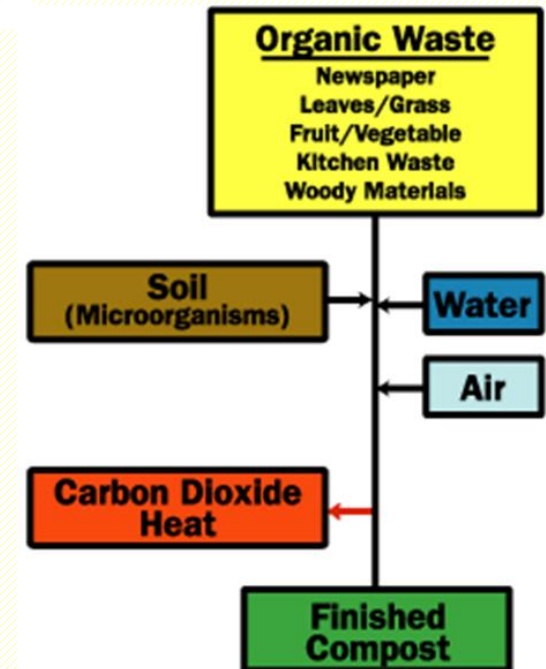 Organic Waste
Newspaper
Leaves/Grass
Fruit/Vegetable
Kitchen Waste
Woody Materials
Soil
(Microorganisms)
Water
Air
Carbon Dioxide
Heat
Finished
Compost